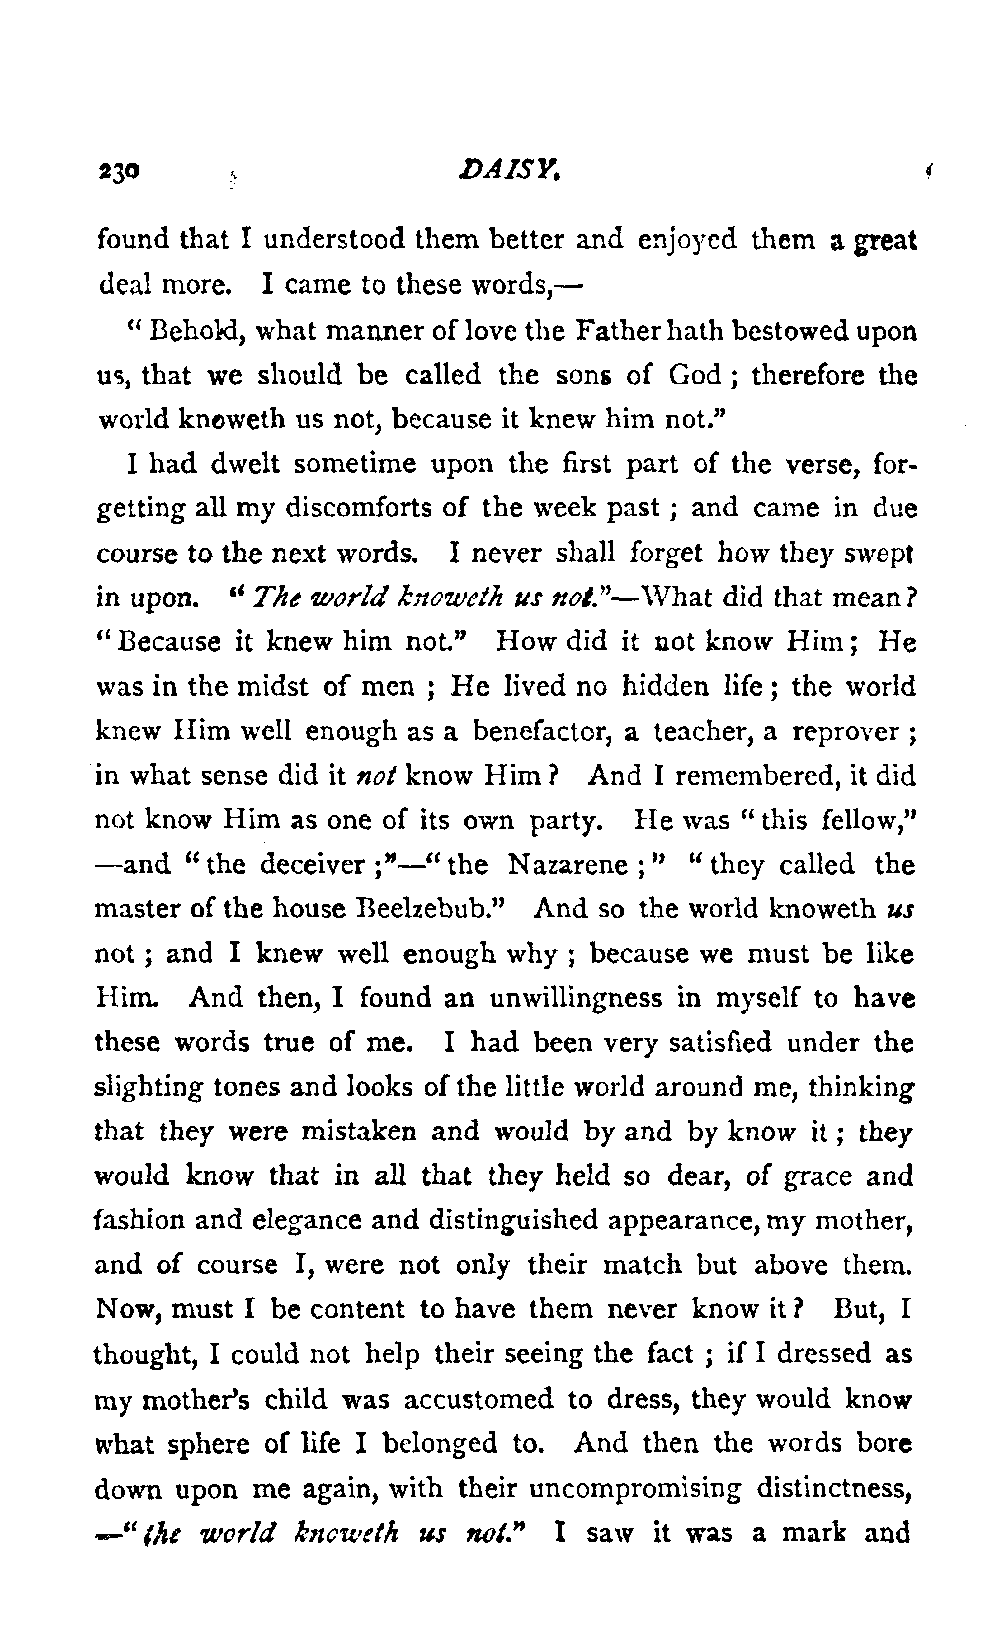 230 DAISY.
found that I understood them better and enjoyed them a great
deal more. I came to these words,—
“ Behold, what manner of love the Father hath bestowed upon
us, that we should be called the sons of God ; therefore the
world knoweth us not, because it knew him not.”
I had dwelt sometime upon the first part of the verse, for-
getting all my discomforts of the week past ; and came in due
course to the next words. I never shall forget how they swept
in upon. “ The world knoweth us not.”—What did that mean ?
“ Because it knew him not.” How did it not know Him ; He
was in the midst of men ; He lived no hidden life ; the world
knew Him well enough as a benefactor, a teacher, a reprover ;
in what sense did it not know Him ? And I remembered, it did
not know Him as one of its own party. He was “ this fellow,”
—and “ the deceiver ;”—“ the Nazarene ; ” “ they called the
master of the house Beelzebub.” And so the world knoweth us
not ; and I knew well enough why ; because we must be like
Him. And then, I found an unwillingness in myself to have
these words true of me. I had been very satisfied under the
slighting tones and looks of the little world around me, thinking
that they were mistaken and would by and by know it ; they
would know that in all that they held so dear, of grace and
fashion and elegance and distinguished appearance, my mother,
and of course I, were not only their match but above them.
Now, must I be content to have them never know it ? But, I
thought, I could not help their seeing the fact ; if I dressed as
my mother's child was accustomed to dress, they would know
what sphere of life I belonged to. And then the words bore
down upon me again, with their uncompromising distinctness,
—“ the world knoweth us not.” I saw it was a mark and